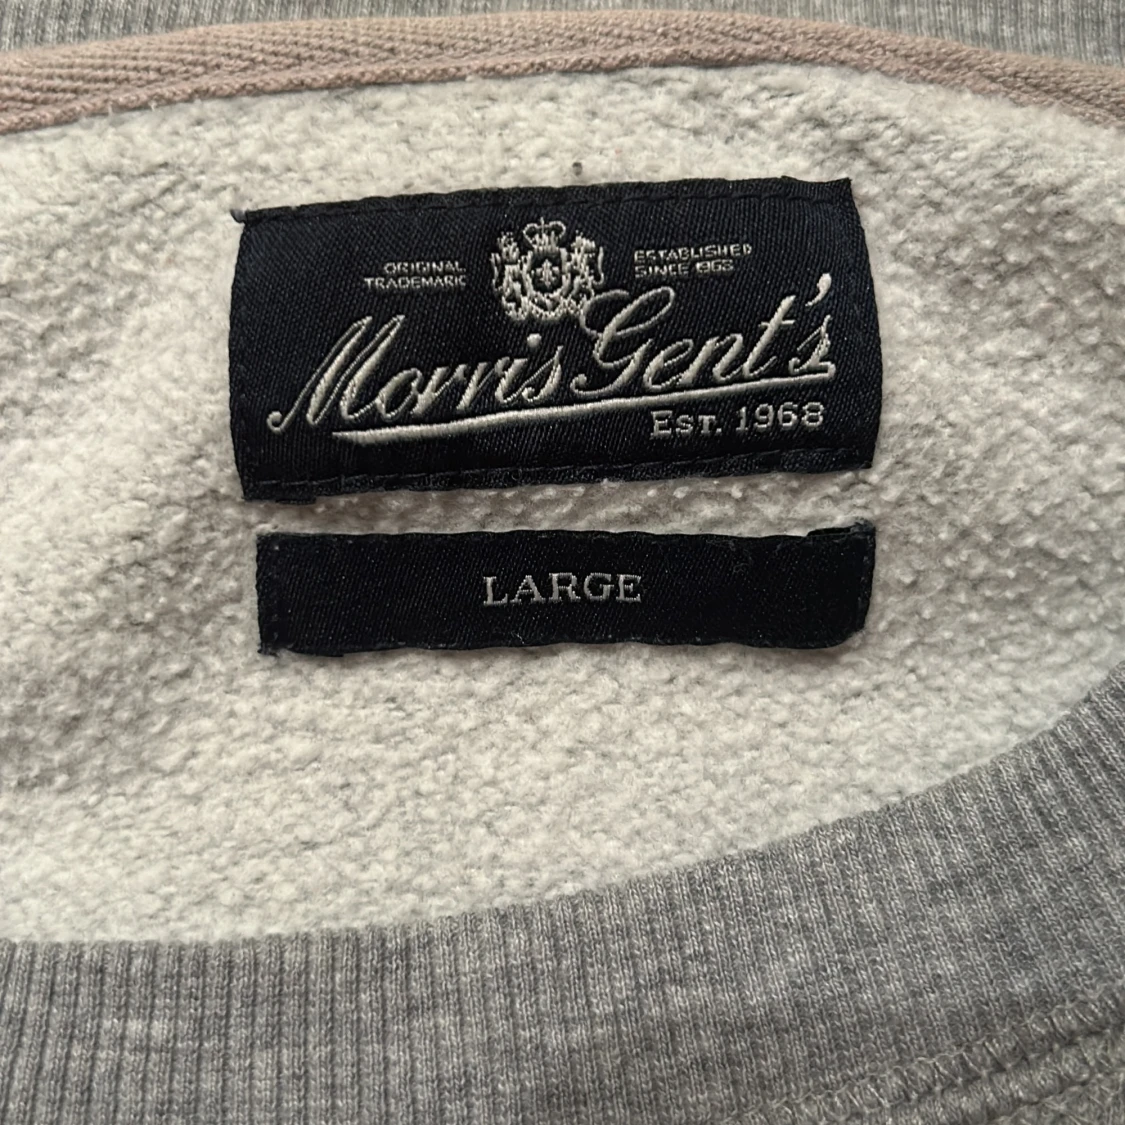 ORIGINAL
TRADEMARK
ESTABLISHED
SINCE 1968
Morris Gent's
EST. 1968
LARGE